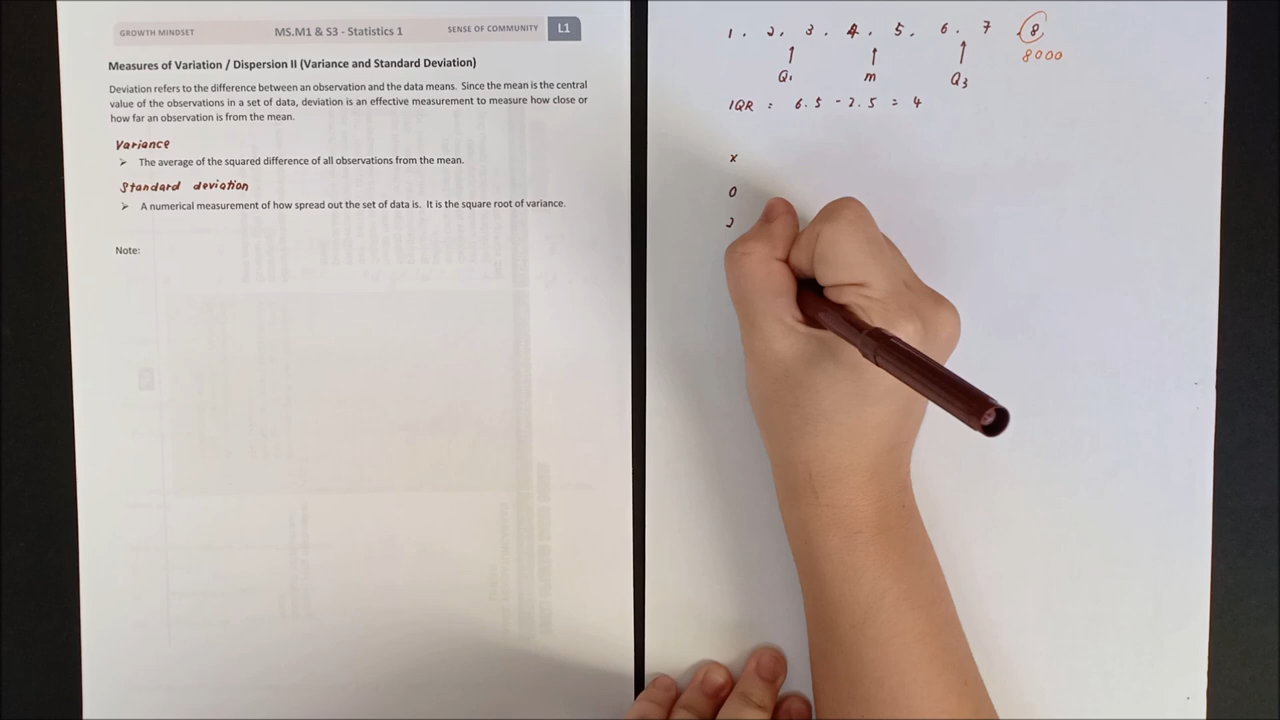 GROWTH MINDSET MS.M1 & S3 - Statistics 1 SENSE OF COMMUNITY L1
Measures of Variation / Dispersion II (Variance and Standard Deviation)
Deviation refers to the difference between an observation and the data means. Since the mean is the central
value of the observations in a set of data, deviation is an effective measurement to measure how close or
how far an observation is from the mean.
Variance
➢ The average of the squared difference of all observations from the mean.
Standard deviation
➢ A numerical measurement of how spread out the set of data is. It is the square root of variance.
Note:
1. 2. 3. 4. 5. 6. 7 8
8000
↑ ↑ ↑
Q1 m Q3
IQR = 6.5 - 2.5 = 4
x
0
2